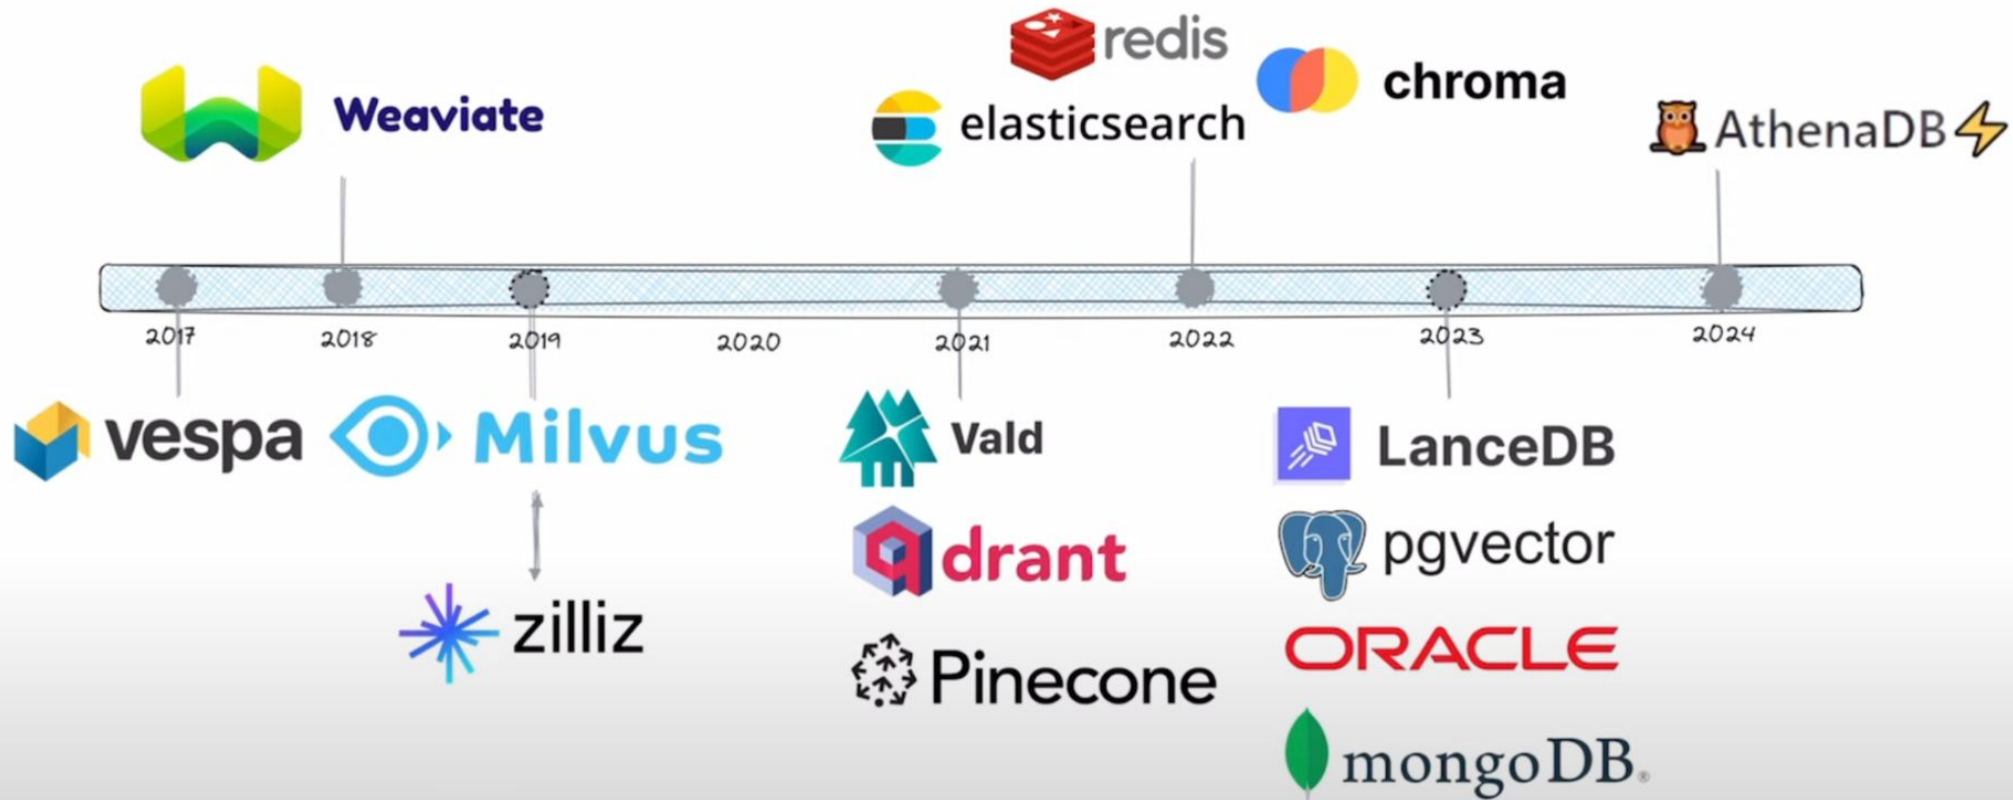 redis
Weaviate
elasticsearch
chroma
AthenaDB
2017
2018
2019
2020
2021
2022
2023
2024
vespa
Milvus
Vald
LanceDB
qdrant
pgvector
zilliz
Pinecone
ORACLE
mongoDB®